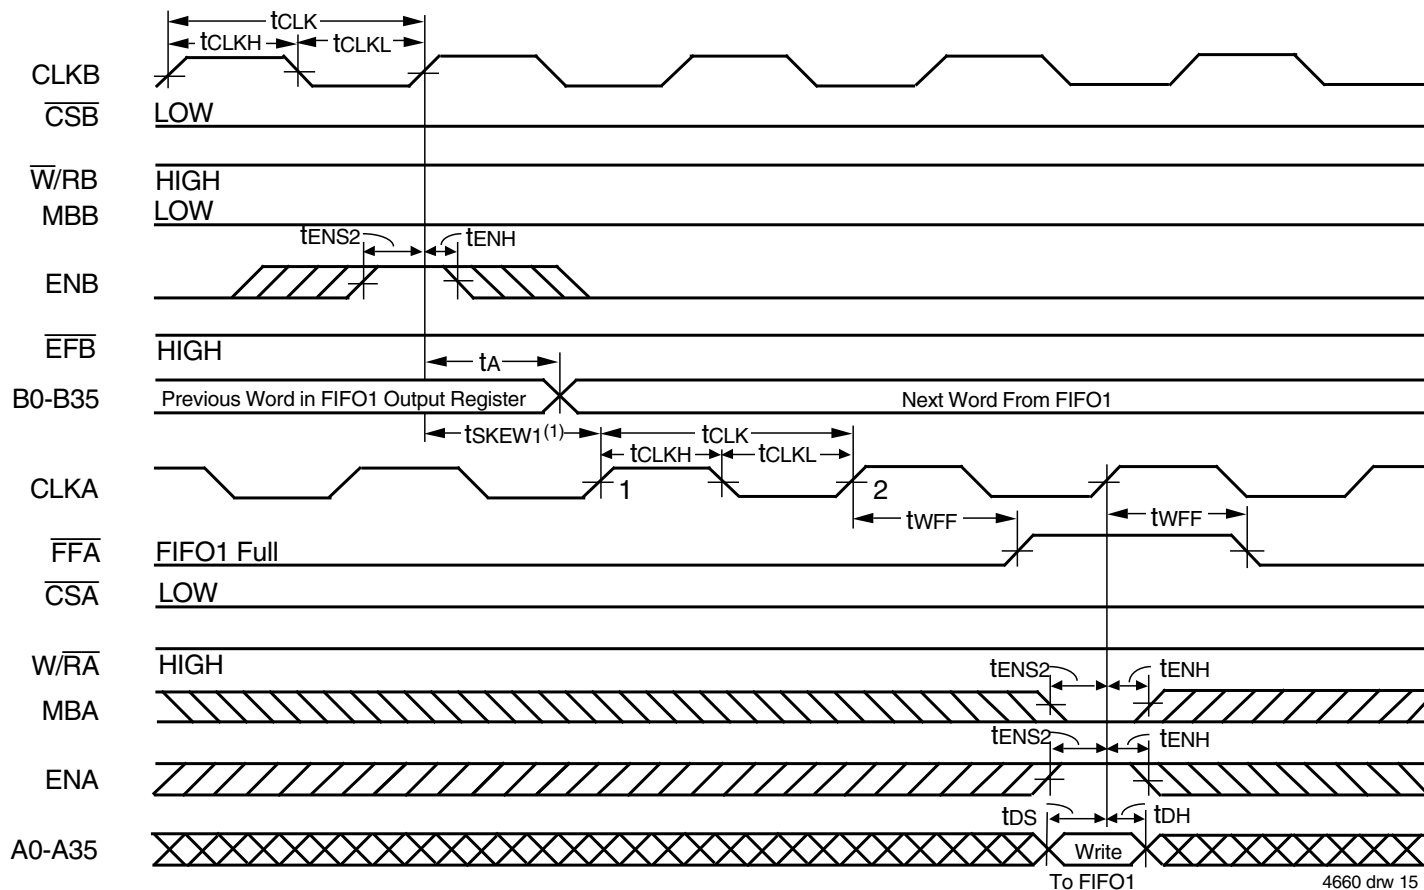 tCLK
tCLKH
tCLKL
CLKB
CSB
LOW
W/RB
HIGH
MBB
LOW
tENS2
tENH
ENB
EFB
HIGH
tA
B0-B35
Previous Word in FIFO1 Output Register
Next Word From FIFO1
tSKEW1(1)
tCLK
tCLKH
tCLKL
CLKA
1
2
tWFF
tWFF
FFA
FIFO1 Full
CSA
LOW
W/RA
HIGH
tENS2
tENH
MBA
tENS2
tENH
ENA
tDS
tDH
A0-A35
Write
To FIFO1
4660 drw 15